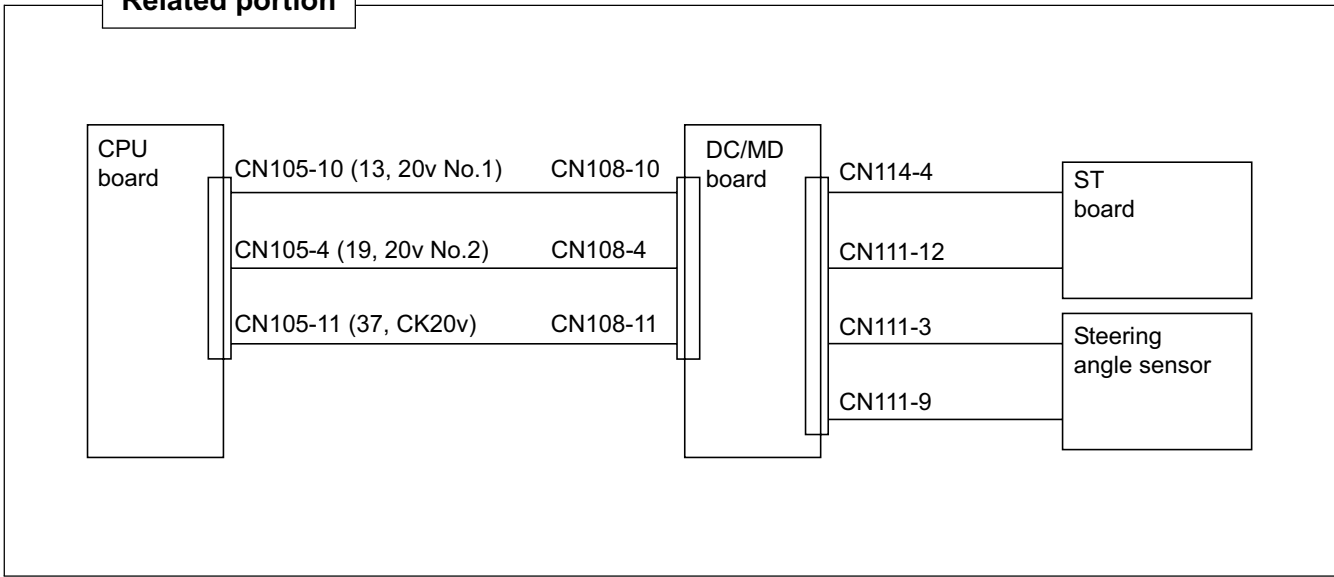 Related portion
CPU
board
CN105-10 (13, 20v No.1)
CN108-10
CN105-4 (19, 20v No.2)
CN108-4
CN105-11 (37, CK20v)
CN108-11
DC/MD
board
CN114-4
CN111-12
CN111-3
CN111-9
ST
board
Steering
angle sensor